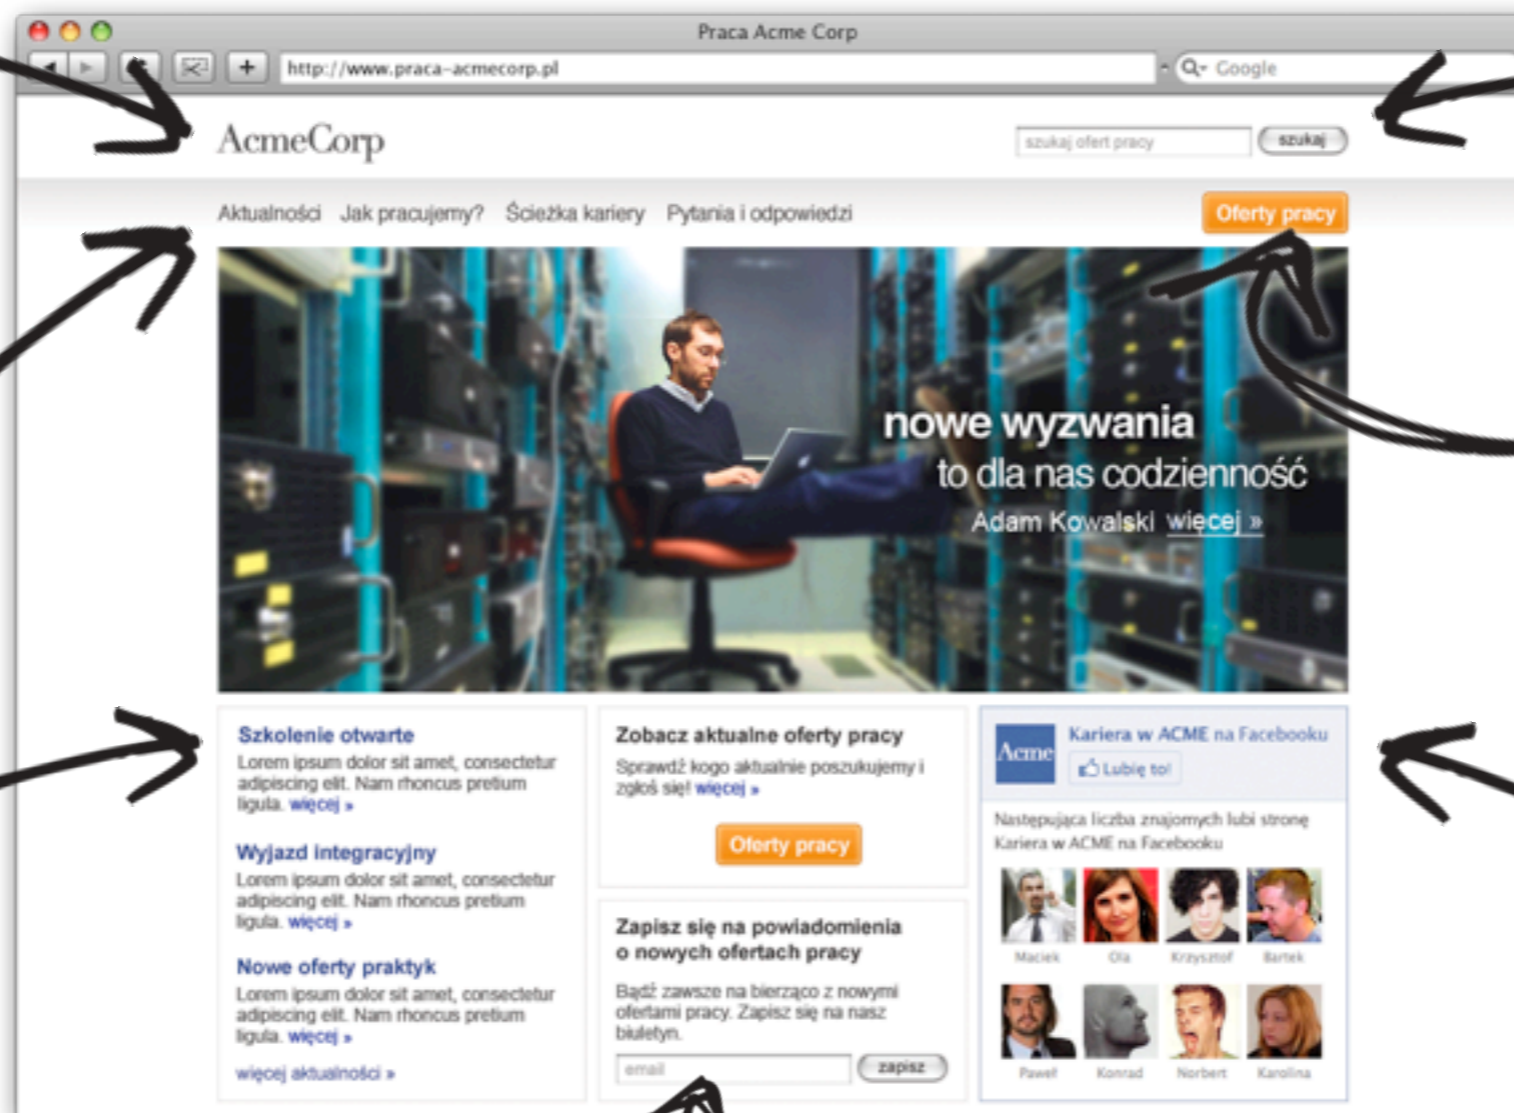 Praca Acme Corp
http://www.praca-acmecorp.pl
Google
AcmeCorp
szukaj ofert pracy
szukaj
Aktualności Jak pracujemy? Ścieżka kariery Pytania i odpowiedzi
Oferty pracy
nowe wyzwania
to dla nas codzienność
Adam Kowalski więcej »
Szkolenie otwarte
Lorem ipsum dolor sit amet, consectetur
adipiscing elit. Nam rhoncus pretium
ligula. więcej »
Wyjazd integracyjny
Lorem ipsum dolor sit amet, consectetur
adipiscing elit. Nam rhoncus pretium
ligula. więcej »
Nowe oferty praktyk
Lorem ipsum dolor sit amet, consectetur
adipiscing elit. Nam rhoncus pretium
ligula. więcej »
więcej aktualności »
Zobacz aktualne oferty pracy
Sprawdź kogo aktualnie poszukujemy i
zgłoś się! więcej »
Oferty pracy
Zapisz się na powiadomienia
o nowych ofertach pracy
Bądź zawsze na bierząco z nowymi
ofertami pracy. Zapisz się na nasz
biuletyn.
email
zapisz
Acme
Kariera w ACME na Facebooku
Lubię to!
Następująca liczba znajomych lubi stronę
Kariera w ACME na Facebooku
Maciek Ola Krzysztof Bartek
Paweł Konrad Norbert Karolina